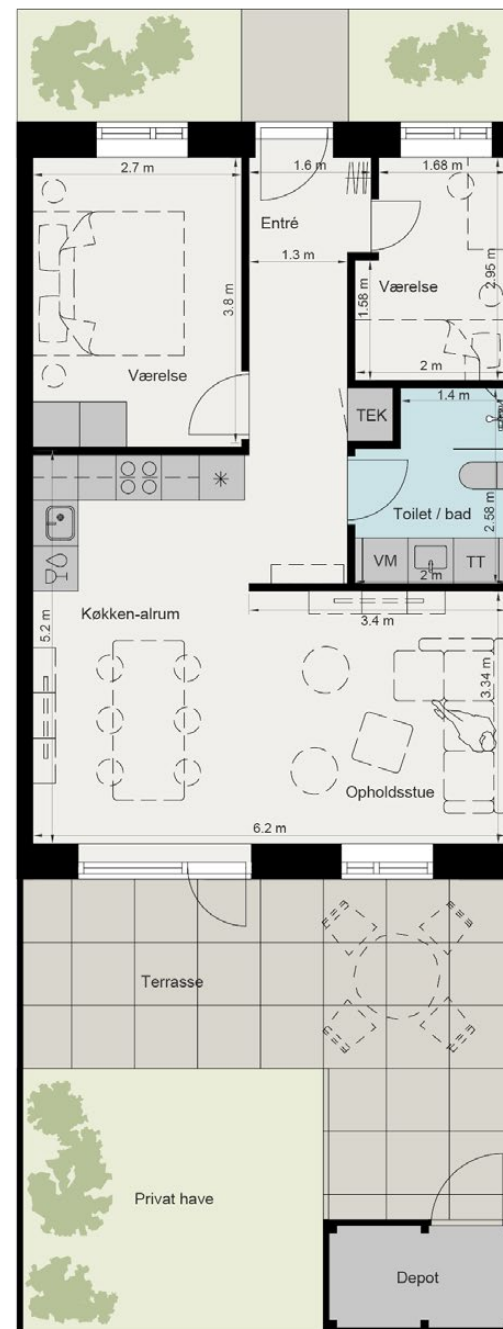 2.7 m
1.6 m
1.68 m
Entré
1.3 m
3.8 m
1.58 m
2.95 m
Værelse
Værelse
2 m
1.4 m
TEK
Toilet / bad
2.58 m
VM
2 m
TT
Køkken-alrum
5.2 m
3.4 m
3.34 m
Opholdsstue
6.2 m
Terrasse
Privat have
Depot